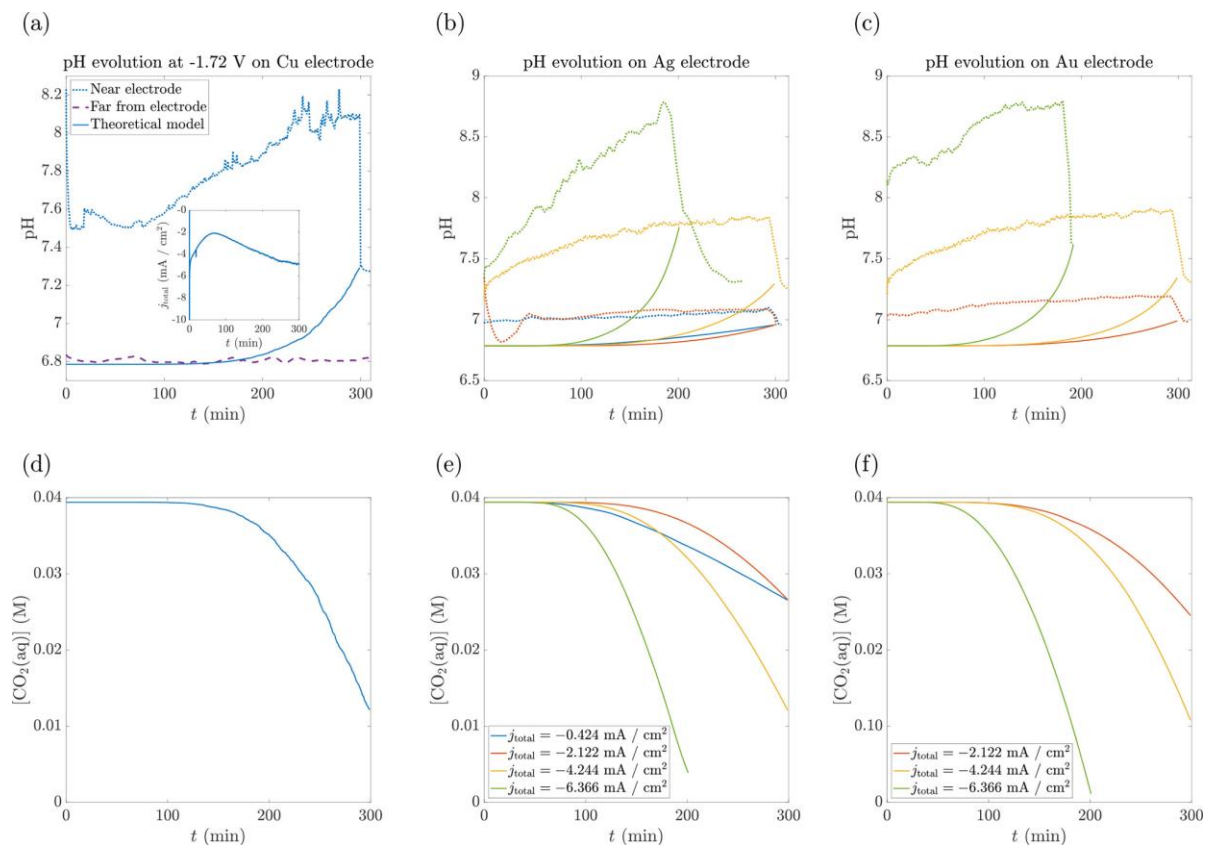 (a)
pH evolution at -1.72 V on Cu electrode
8.2
8
7.8
7.6
7.4
7.2
7
6.8
pH
Near electrode
Far from electrode
Theoretical model
-0
-2
-4
-6
-8
-10
j_total (mA / cm²)
0 100 200 300
t (min)
0 100 200 300
t (min)
(b)
pH evolution on Ag electrode
9
8.5
8
7.5
7
6.5
pH
0 100 200 300
t (min)
(c)
pH evolution on Au electrode
9
8.5
8
7.5
7
6.5
pH
0 100 200 300
t (min)
(d)
0.04
0.03
0.02
0.01
0
[CO₂(aq)] (M)
0 100 200 300
t (min)
(e)
0.04
0.03
0.02
0.01
0
[CO₂(aq)] (M)
j_total = −0.424 mA / cm²
j_total = −2.122 mA / cm²
j_total = −4.244 mA / cm²
j_total = −6.366 mA / cm²
0 100 200 300
t (min)
(f)
0.04
0.03
0.02
0.10
0
[CO₂(aq)] (M)
j_total = −2.122 mA / cm²
j_total = −4.244 mA / cm²
j_total = −6.366 mA / cm²
0 100 200 300
t (min)